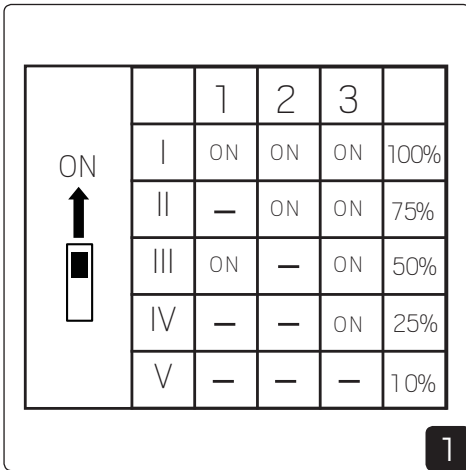 1 2 3
ON
I ON ON ON 100%
II – ON ON 75%
III ON – ON 50%
IV – – ON 25%
V – – – 10%
1